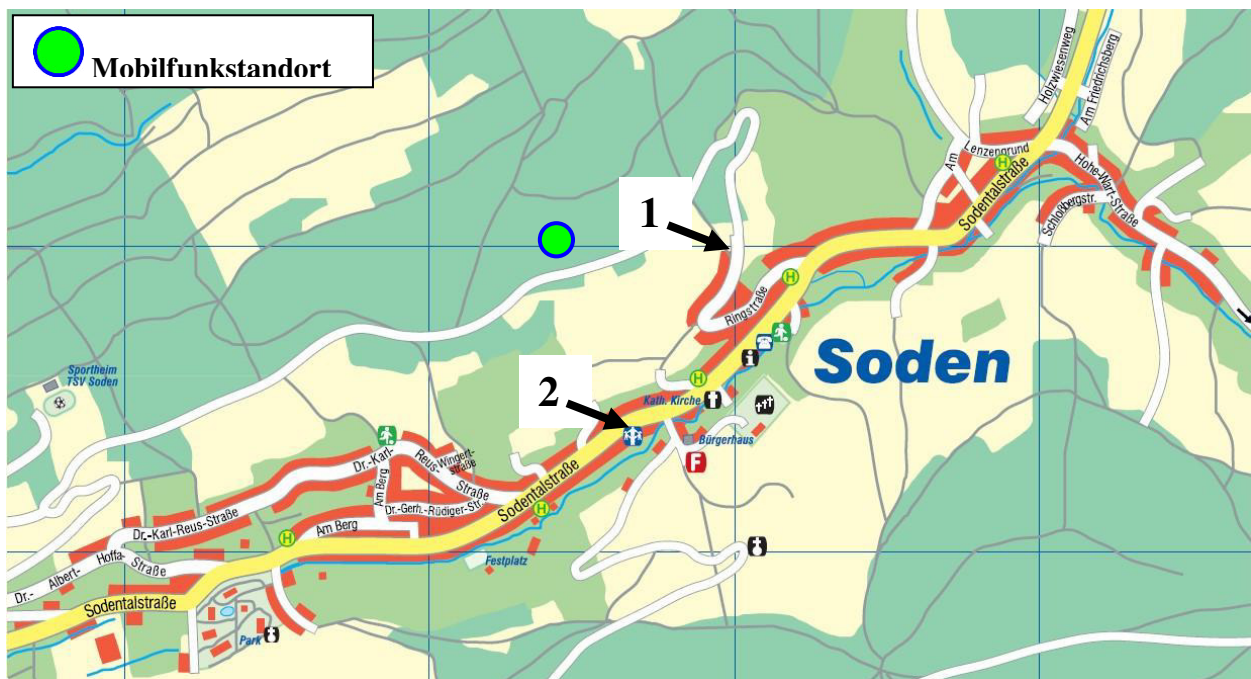 Mobilfunkstandort
Holzwiesenweg
Am Friedrichsberg
Am
Lenzengrund
H
Hohe-Wart-Straße
Schloßbergstr.
Sodentalstraße
1
H
Ringstraße
i
Soden
Sportheim
TSV Soden
2
H
Kath. Kirche
Bürgerhaus
F
Dr.-Karl-
Reus-
Straße
Wingert-
straße
Am Berg
Dr.-Gerh.-Rüdiger-Str.
Sodentalstraße
H
Dr.-Karl-Reus-Straße
Am Berg
H
Festplatz
Dr.-
Albert-
Hoffa-
Straße
Sodentalstraße
Park